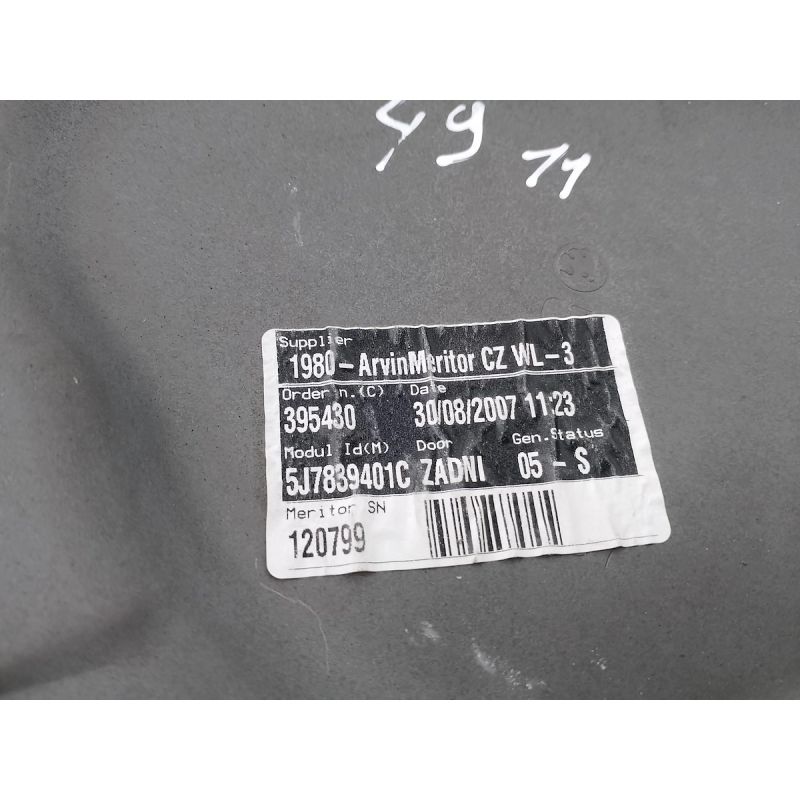 49 11
Supplier
1980-ArvinMeritor CZ WL-3
Order n.(C) Date
395430 30/08/2007 11:23
Modul Id(M) Door Gen.Status
5J7839401C ZADNI 05-S
Meritor SN
120799